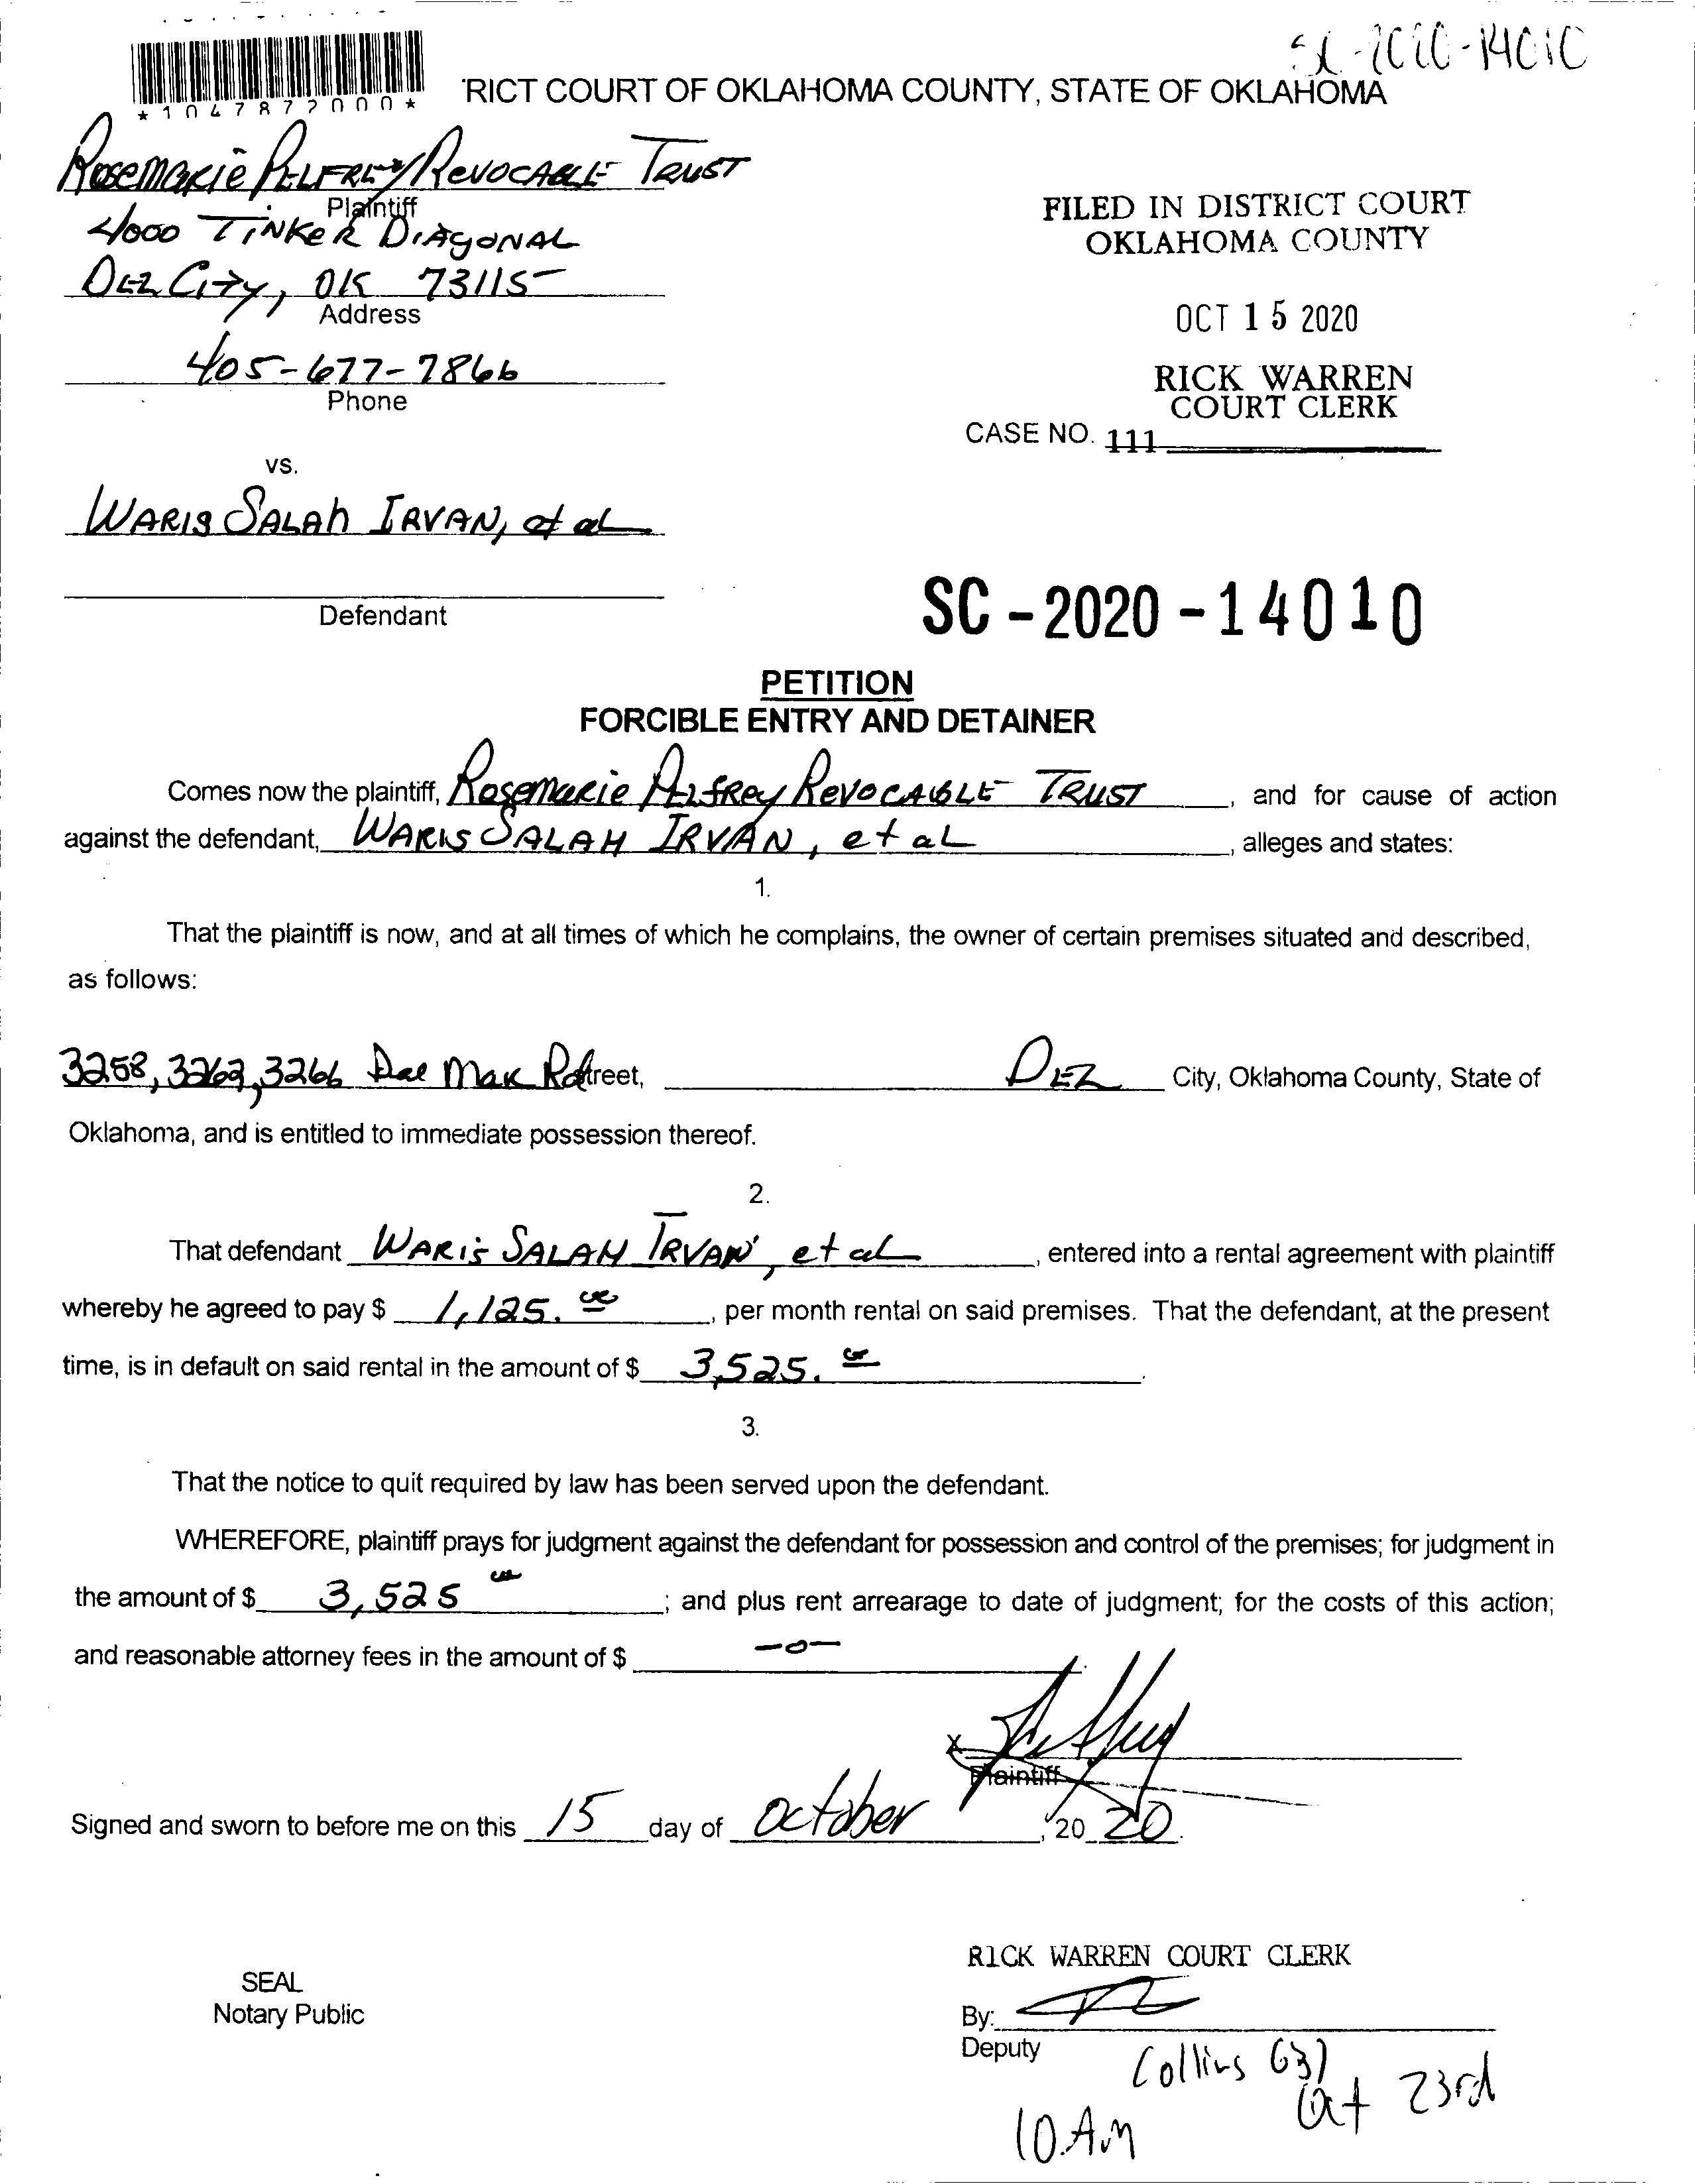 SC-2020-14010
*1047872000*
RICT COURT OF OKLAHOMA COUNTY, STATE OF OKLAHOMA
Rosemarie Pelfrey Revocable Trust
Plaintiff
4000 Tinker Diagonal
Del City, OK 73115
Address
405-677-7866
Phone
FILED IN DISTRICT COURT
OKLAHOMA COUNTY
OCT 15 2020
RICK WARREN
COURT CLERK
CASE NO. 111
vs.
Waris Salah Irvan, et al
Defendant
SC-2020-14010
PETITION
FORCIBLE ENTRY AND DETAINER
Comes now the plaintiff, Rosemarie Pelfrey Revocable Trust, and for cause of action
against the defendant, Waris Salah Irvan, et al, alleges and states:
1.
That the plaintiff is now, and at all times of which he complains, the owner of certain premises situated and described,
as follows:
3258, 3262, 3266 Del Mar Rd Street, Del City, Oklahoma County, State of
Oklahoma, and is entitled to immediate possession thereof.
2.
That defendant Waris Salah Irvan, et al, entered into a rental agreement with plaintiff
whereby he agreed to pay $ 1,125.00, per month rental on said premises. That the defendant, at the present
time, is in default on said rental in the amount of $ 3,525.00.
3.
That the notice to quit required by law has been served upon the defendant.
WHEREFORE, plaintiff prays for judgment against the defendant for possession and control of the premises; for judgment in
the amount of $ 3,525 00; and plus rent arrearage to date of judgment; for the costs of this action;
and reasonable attorney fees in the amount of $ -0-
X
Plaintiff
Signed and sworn to before me on this 15 day of October, 20 20.
RICK WARREN COURT CLERK
SEAL
Notary Public
By:
Deputy
Collins 631
at 23rd
10 AM